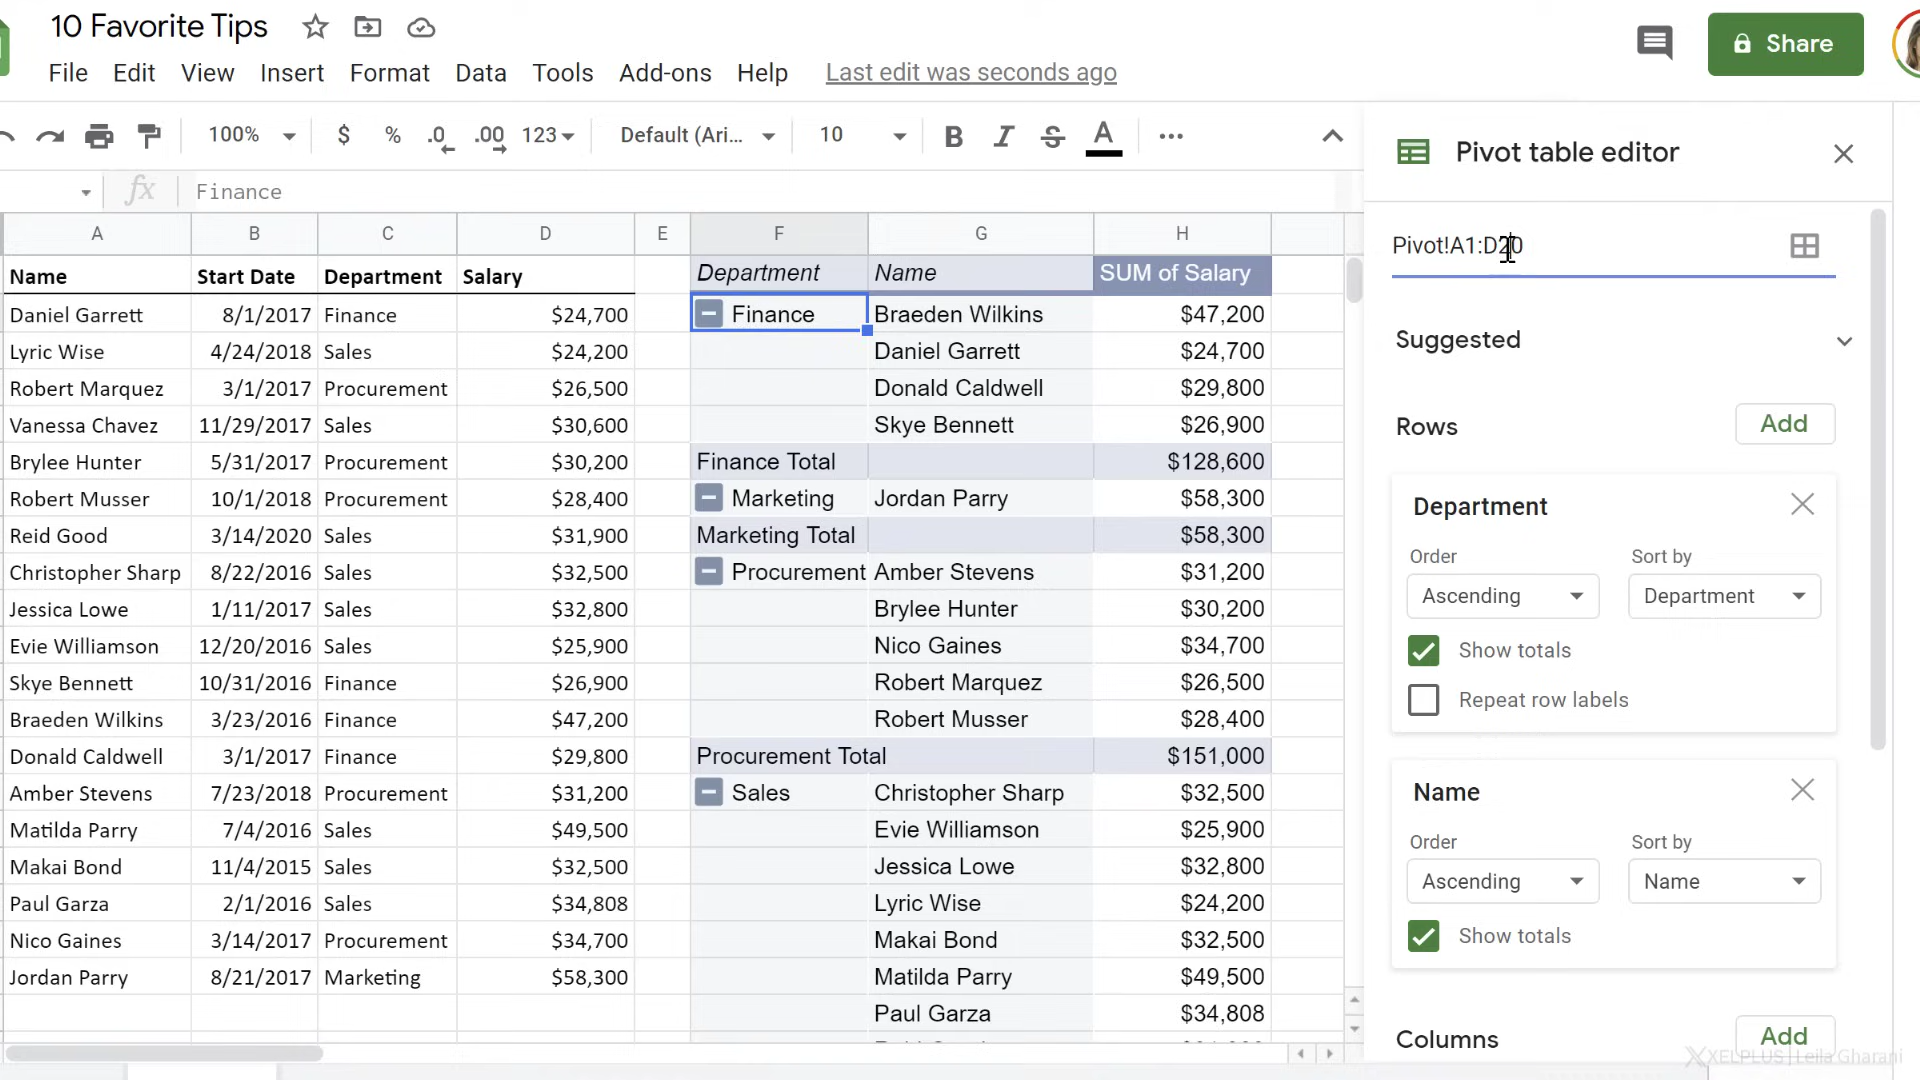 10 Favorite Tips
File Edit View Insert Format Data Tools Add-ons Help Last edit was seconds ago
Share
100% $ % .0 .00 123 Default (Ari... 10 B I S A
fx Finance
A B C D E F G H
Name Start Date Department Salary Department Name SUM of Salary
Daniel Garrett 8/1/2017 Finance $24,700 Finance Braeden Wilkins $47,200
Lyric Wise 4/24/2018 Sales $24,200 Daniel Garrett $24,700
Robert Marquez 3/1/2017 Procurement $26,500 Donald Caldwell $29,800
Vanessa Chavez 11/29/2017 Sales $30,600 Skye Bennett $26,900
Brylee Hunter 5/31/2017 Procurement $30,200 Finance Total $128,600
Robert Musser 10/1/2018 Procurement $28,400 Marketing Jordan Parry $58,300
Reid Good 3/14/2020 Sales $31,900 Marketing Total $58,300
Christopher Sharp 8/22/2016 Sales $32,500 Procurement Amber Stevens $31,200
Jessica Lowe 1/11/2017 Sales $32,800 Brylee Hunter $30,200
Evie Williamson 12/20/2016 Sales $25,900 Nico Gaines $34,700
Skye Bennett 10/31/2016 Finance $26,900 Robert Marquez $26,500
Braeden Wilkins 3/23/2016 Finance $47,200 Robert Musser $28,400
Donald Caldwell 3/1/2017 Finance $29,800 Procurement Total $151,000
Amber Stevens 7/23/2018 Procurement $31,200 Sales Christopher Sharp $32,500
Matilda Parry 7/4/2016 Sales $49,500 Evie Williamson $25,900
Makai Bond 11/4/2015 Sales $32,500 Jessica Lowe $32,800
Paul Garza 2/1/2016 Sales $34,808 Lyric Wise $24,200
Nico Gaines 3/14/2017 Procurement $34,700 Makai Bond $32,500
Jordan Parry 8/21/2017 Marketing $58,300 Matilda Parry $49,500
Paul Garza $34,808
Pivot table editor
Pivot!A1:D20
Suggested
Rows Add
Department
Order Sort by
Ascending Department
Show totals
Repeat row labels
Name
Order Sort by
Ascending Name
Show totals
Columns Add
XELPLUS | Leila Gharani